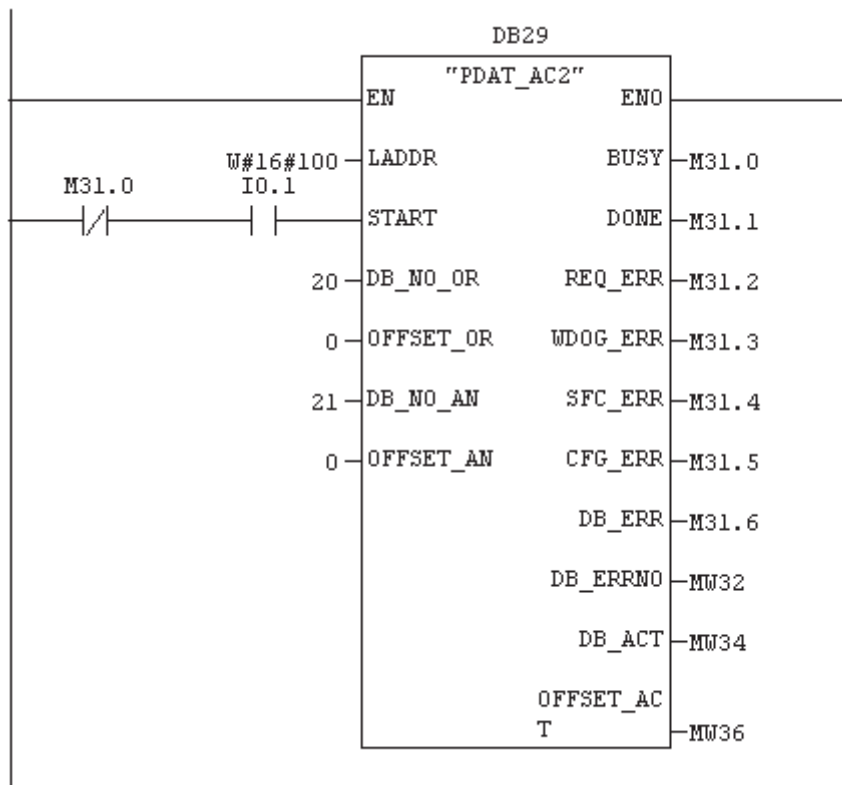 DB29
"PDAT_AC2"
EN ENO
W#16#100 LADDR BUSY M31.0
M31.0 I0.1
START DONE M31.1
20 DB_NO_OR REQ_ERR M31.2
0 OFFSET_OR WDOG_ERR M31.3
21 DB_NO_AN SFC_ERR M31.4
0 OFFSET_AN CFG_ERR M31.5
DB_ERR M31.6
DB_ERRNO MW32
DB_ACT MW34
OFFSET_AC
T MW36